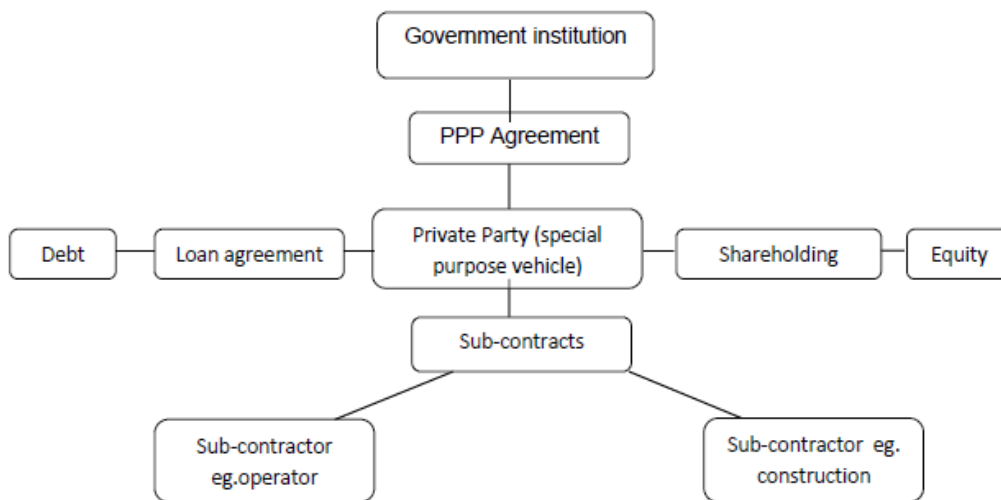 Government institution
PPP Agreement
Debt
Loan agreement
Private Party (special
purpose vehicle)
Shareholding
Equity
Sub-contracts
Sub-contractor
eg.operator
Sub-contractor eg.
construction